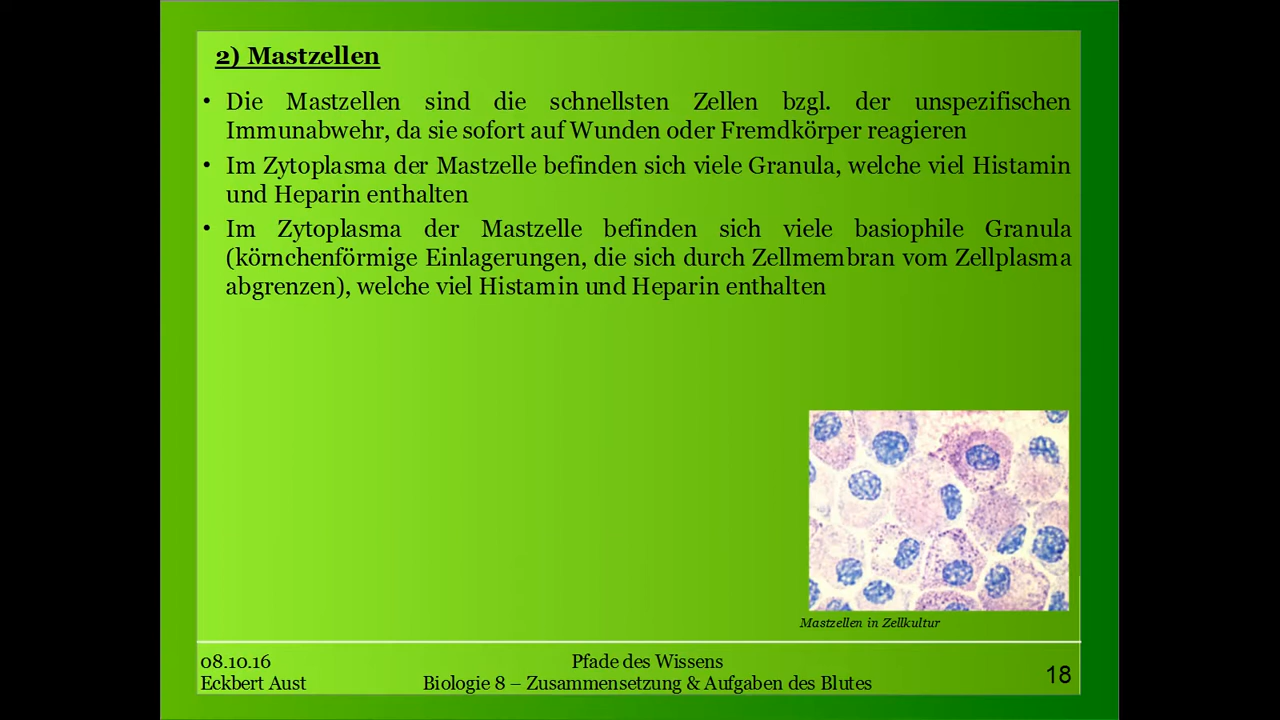 2) Mastzellen
• Die Mastzellen sind die schnellsten Zellen bzgl. der unspezifischen
Immunabwehr, da sie sofort auf Wunden oder Fremdkörper reagieren
• Im Zytoplasma der Mastzelle befinden sich viele Granula, welche viel Histamin
und Heparin enthalten
• Im Zytoplasma der Mastzelle befinden sich viele basiophile Granula
(körnchenförmige Einlagerungen, die sich durch Zellmembran vom Zellplasma
abgrenzen), welche viel Histamin und Heparin enthalten
Mastzellen in Zellkultur
08.10.16
Eckbert Aust
Pfade des Wissens
Biologie 8 – Zusammensetzung & Aufgaben des Blutes
18